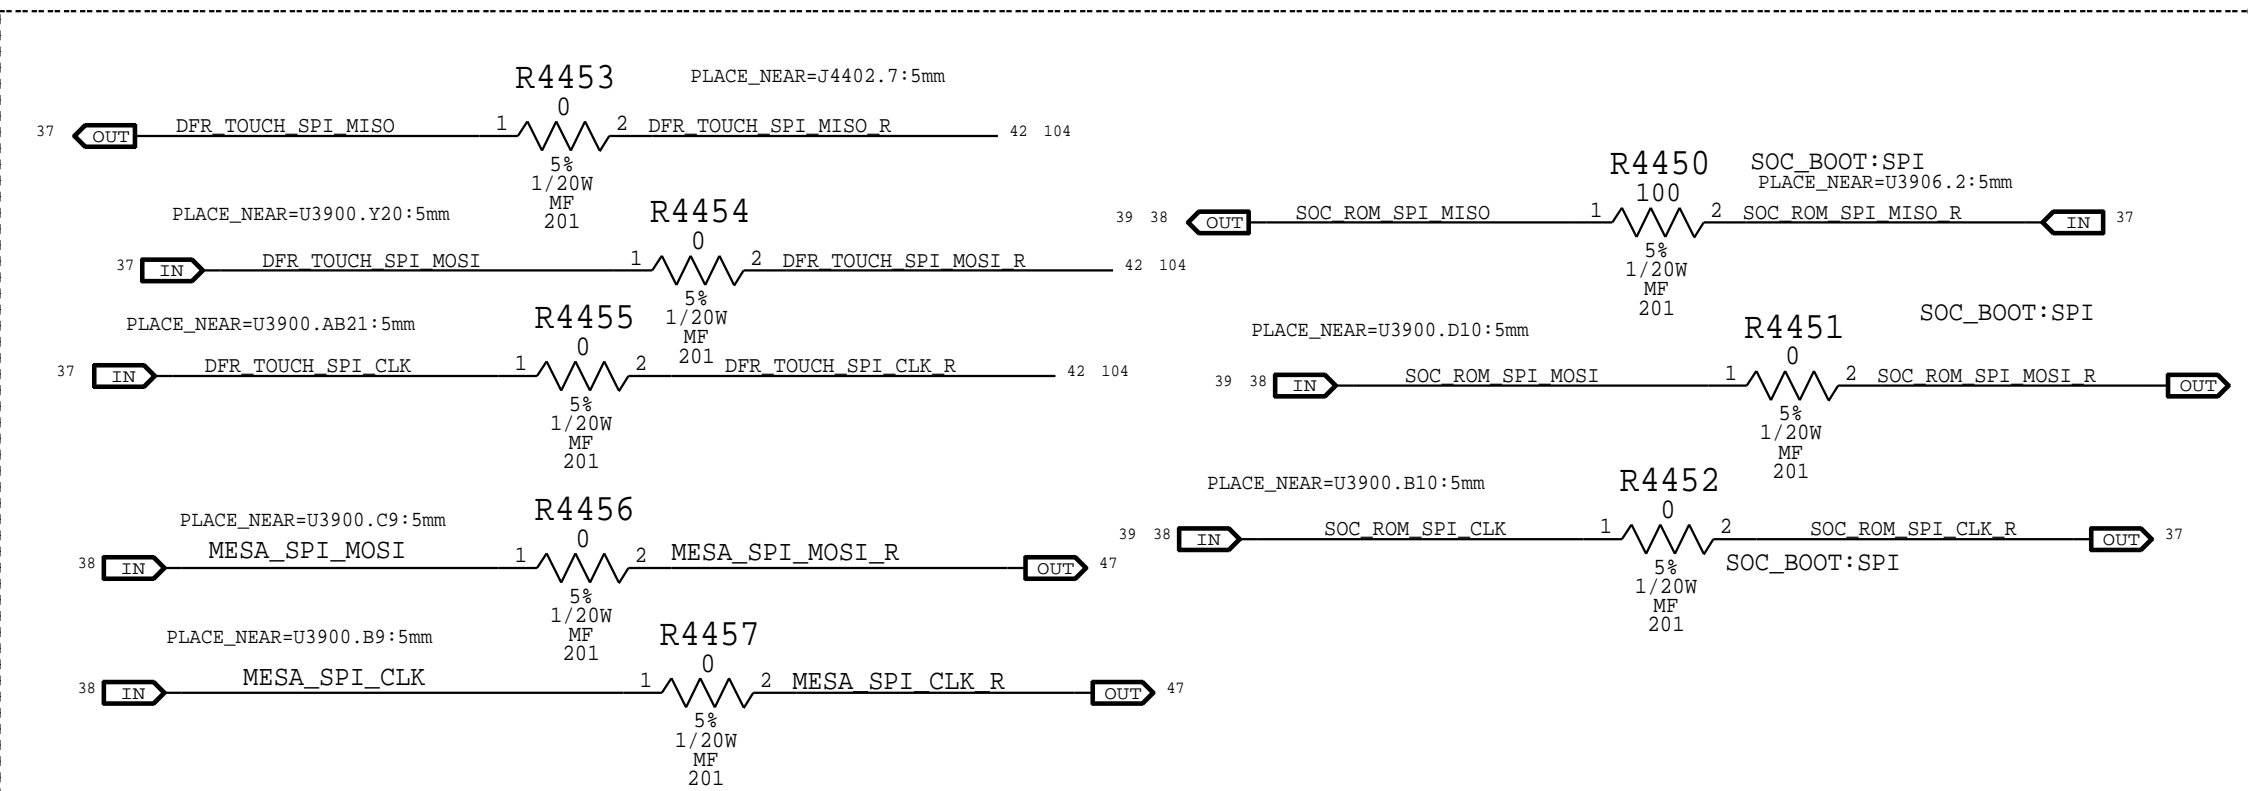 R4453
PLACE_NEAR=J4402.7:5mm
0
37 OUT DFR_TOUCH_SPI_MISO 1 2 DFR_TOUCH_SPI_MISO_R 42 104
5%
1/20W
MF
201
PLACE_NEAR=U3900.Y20:5mm
R4454
0
37 IN DFR_TOUCH_SPI_MOSI 1 2 DFR_TOUCH_SPI_MOSI_R 42 104
5%
1/20W
MF
201
PLACE_NEAR=U3900.AB21:5mm
R4455
0
37 IN DFR_TOUCH_SPI_CLK 1 2 DFR_TOUCH_SPI_CLK_R 42 104
5%
1/20W
MF
201
PLACE_NEAR=U3900.C9:5mm
R4456
0
38 IN MESA_SPI_MOSI 1 2 MESA_SPI_MOSI_R OUT 47
5%
1/20W
MF
201
PLACE_NEAR=U3900.B9:5mm
R4457
0
38 IN MESA_SPI_CLK 1 2 MESA_SPI_CLK_R OUT 47
5%
1/20W
MF
201
R4450
SOC_BOOT:SPI
PLACE_NEAR=U3906.2:5mm
100
39 38 OUT SOC_ROM_SPI_MISO 1 2 SOC_ROM_SPI_MISO_R IN 37
5%
1/20W
MF
201
SOC_BOOT:SPI
PLACE_NEAR=U3900.D10:5mm
R4451
0
39 38 IN SOC_ROM_SPI_MOSI 1 2 SOC_ROM_SPI_MOSI_R OUT
5%
1/20W
MF
201
PLACE_NEAR=U3900.B10:5mm
R4452
0
39 38 IN SOC_ROM_SPI_CLK 1 2 SOC_ROM_SPI_CLK_R OUT 37
SOC_BOOT:SPI
5%
1/20W
MF
201